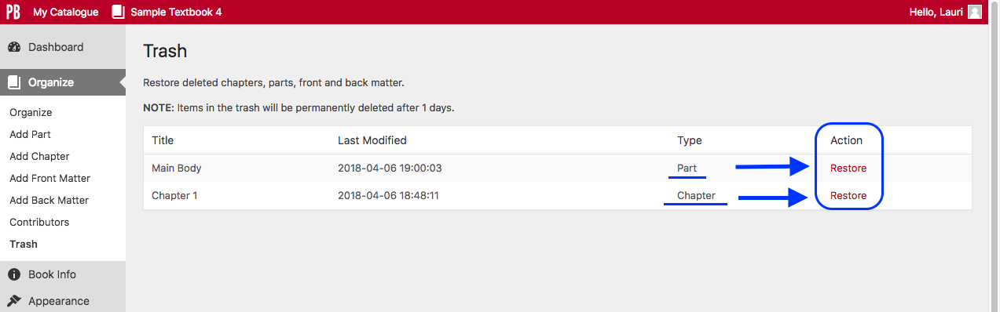 PB My Catalogue Sample Textbook 4 Hello, Lauri
Dashboard
Organize
Organize
Add Part
Add Chapter
Add Front Matter
Add Back Matter
Contributors
Trash
Book Info
Appearance
Trash
Restore deleted chapters, parts, front and back matter.
NOTE: Items in the trash will be permanently deleted after 1 days.
Title Last Modified Type Action
Main Body 2018-04-06 19:00:03 Part Restore
Chapter 1 2018-04-06 18:48:11 Chapter Restore